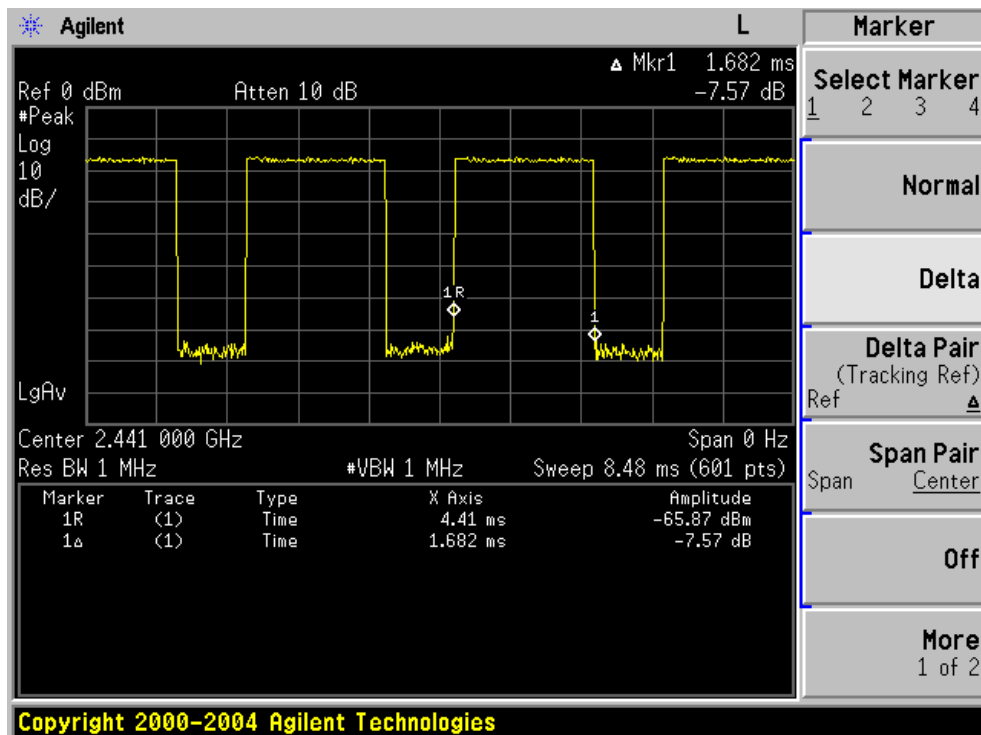 Agilent
L
Marker
Δ Mkr1 1.682 ms
Ref 0 dBm Atten 10 dB -7.57 dB
#Peak
Log
10
dB/
1R
1
LgAv
Center 2.441 000 GHz Span 0 Hz
Res BW 1 MHz #VBW 1 MHz Sweep 8.48 ms (601 pts)
Marker Trace Type X Axis Amplitude
1R (1) Time 4.41 ms -65.87 dBm
1Δ (1) Time 1.682 ms -7.57 dB
Select Marker
1 2 3 4
Normal
Delta
Delta Pair
(Tracking Ref)
Ref Δ
Span Pair
Span Center
Off
More
1 of 2
Copyright 2000-2004 Agilent Technologies